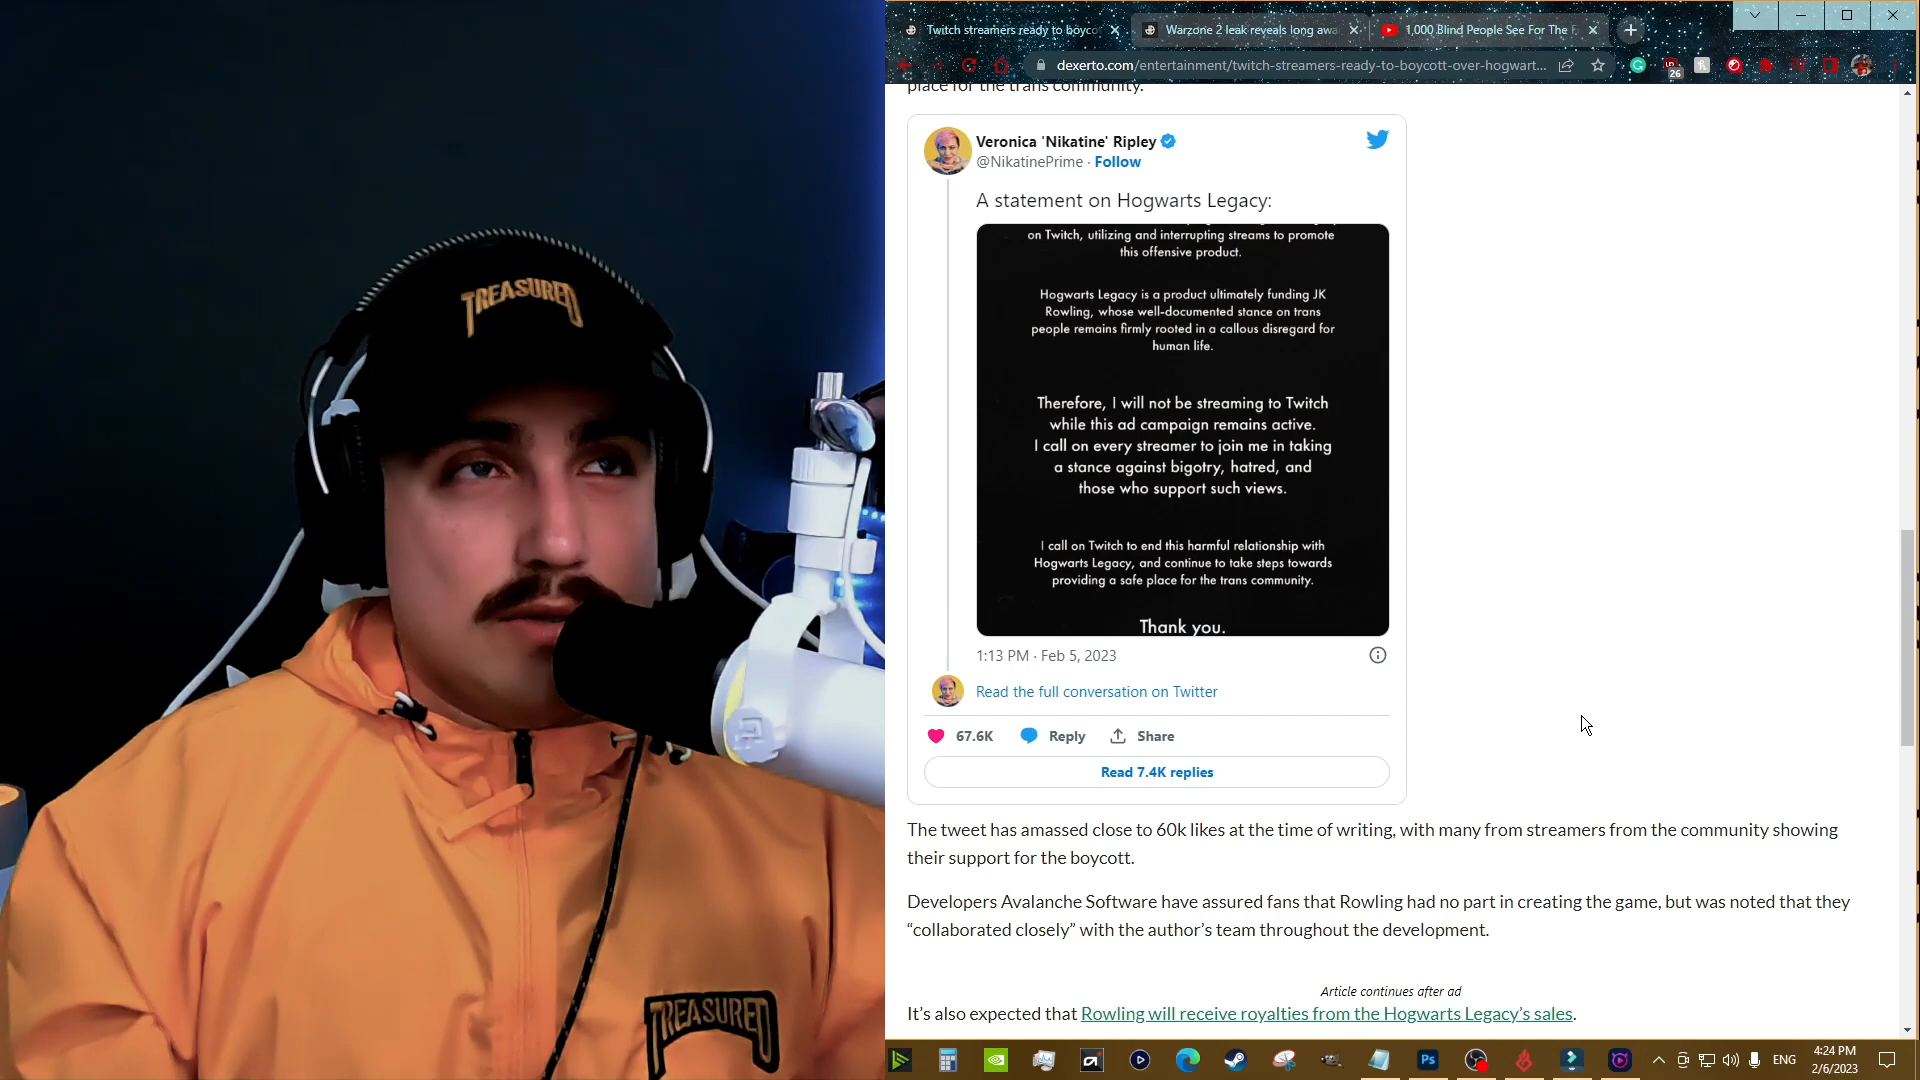 TREASURED
TREASURED
Twitch streamers ready to boyco
Warzone 2 leak reveals long awa
1,000 Blind People See For The F
dexerto.com/entertainment/twitch-streamers-ready-to-boycott-over-hogwart...
26
place for the trans community.
Veronica 'Nikatine' Ripley
@NikatinePrime · Follow
A statement on Hogwarts Legacy:
on Twitch, utilizing and interrupting streams to promote
this offensive product.
Hogwarts Legacy is a product ultimately funding JK
Rowling, whose well-documented stance on trans
people remains firmly rooted in a callous disregard for
human life.
Therefore, I will not be streaming to Twitch
while this ad campaign remains active.
I call on every streamer to join me in taking
a stance against bigotry, hatred, and
those who support such views.
I call on Twitch to end this harmful relationship with
Hogwarts Legacy, and continue to take steps towards
providing a safe place for the trans community.
Thank you.
1:13 PM · Feb 5, 2023
Read the full conversation on Twitter
67.6K Reply Share
Read 7.4K replies
The tweet has amassed close to 60k likes at the time of writing, with many from streamers from the community showing
their support for the boycott.
Developers Avalanche Software have assured fans that Rowling had no part in creating the game, but was noted that they
“collaborated closely” with the author’s team throughout the development.
Article continues after ad
It’s also expected that Rowling will receive royalties from the Hogwarts Legacy’s sales.
Ps
ENG
4:24 PM
2/6/2023